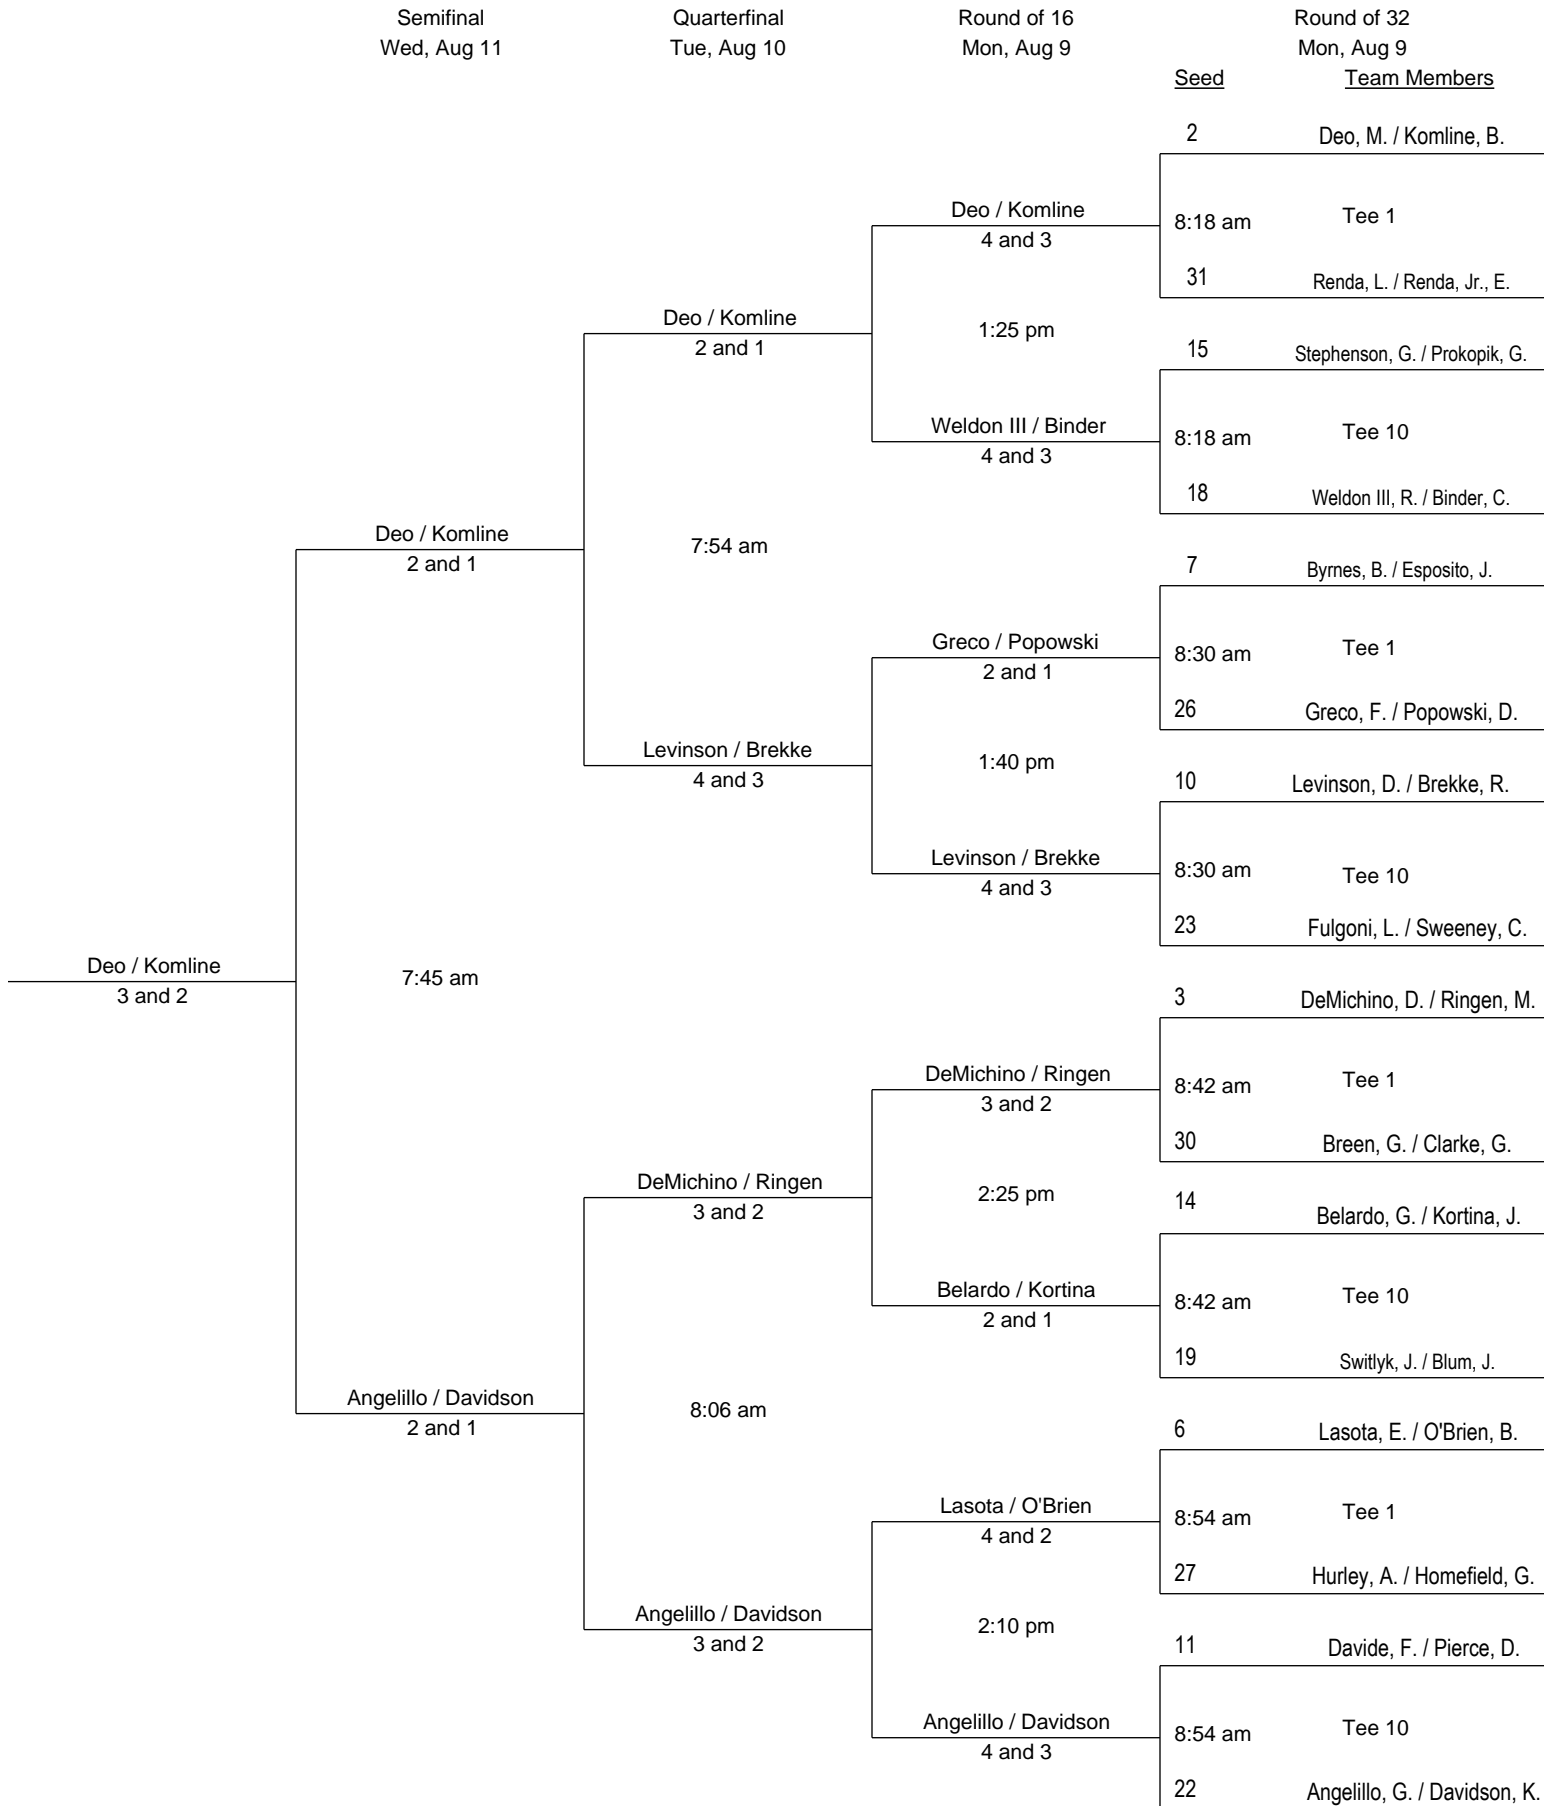 Semifinal Quarterfinal Round of 16 Round of 32
Wed, Aug 11 Tue, Aug 10 Mon, Aug 9 Mon, Aug 9
Seed Team Members
2 Deo, M. / Komline, B.
Deo / Komline
8:18 am Tee 1
4 and 3
31 Renda, L. / Renda, Jr., E.
Deo / Komline
1:25 pm
2 and 1
15 Stephenson, G. / Prokopik, G.
Weldon III / Binder
8:18 am Tee 10
4 and 3
18 Weldon III, R. / Binder, C.
Deo / Komline
7:54 am
2 and 1
7 Byrnes, B. / Esposito, J.
Greco / Popowski
8:30 am Tee 1
2 and 1
26 Greco, F. / Popowski, D.
Levinson / Brekke
1:40 pm
4 and 3
10 Levinson, D. / Brekke, R.
Levinson / Brekke
8:30 am Tee 10
4 and 3
23 Fulgoni, L. / Sweeney, C.
Deo / Komline
7:45 am
3 and 2
3 DeMichino, D. / Ringen, M.
DeMichino / Ringen
8:42 am Tee 1
3 and 2
30 Breen, G. / Clarke, G.
DeMichino / Ringen
2:25 pm
3 and 2
14 Belardo, G. / Kortina, J.
Belardo / Kortina
8:42 am Tee 10
2 and 1
19 Switlyk, J. / Blum, J.
Angelillo / Davidson
8:06 am
2 and 1
6 Lasota, E. / O'Brien, B.
Lasota / O'Brien
8:54 am Tee 1
4 and 2
27 Hurley, A. / Homefield, G.
Angelillo / Davidson
2:10 pm
3 and 2
11 Davide, F. / Pierce, D.
Angelillo / Davidson
8:54 am Tee 10
4 and 3
22 Angelillo, G. / Davidson, K.